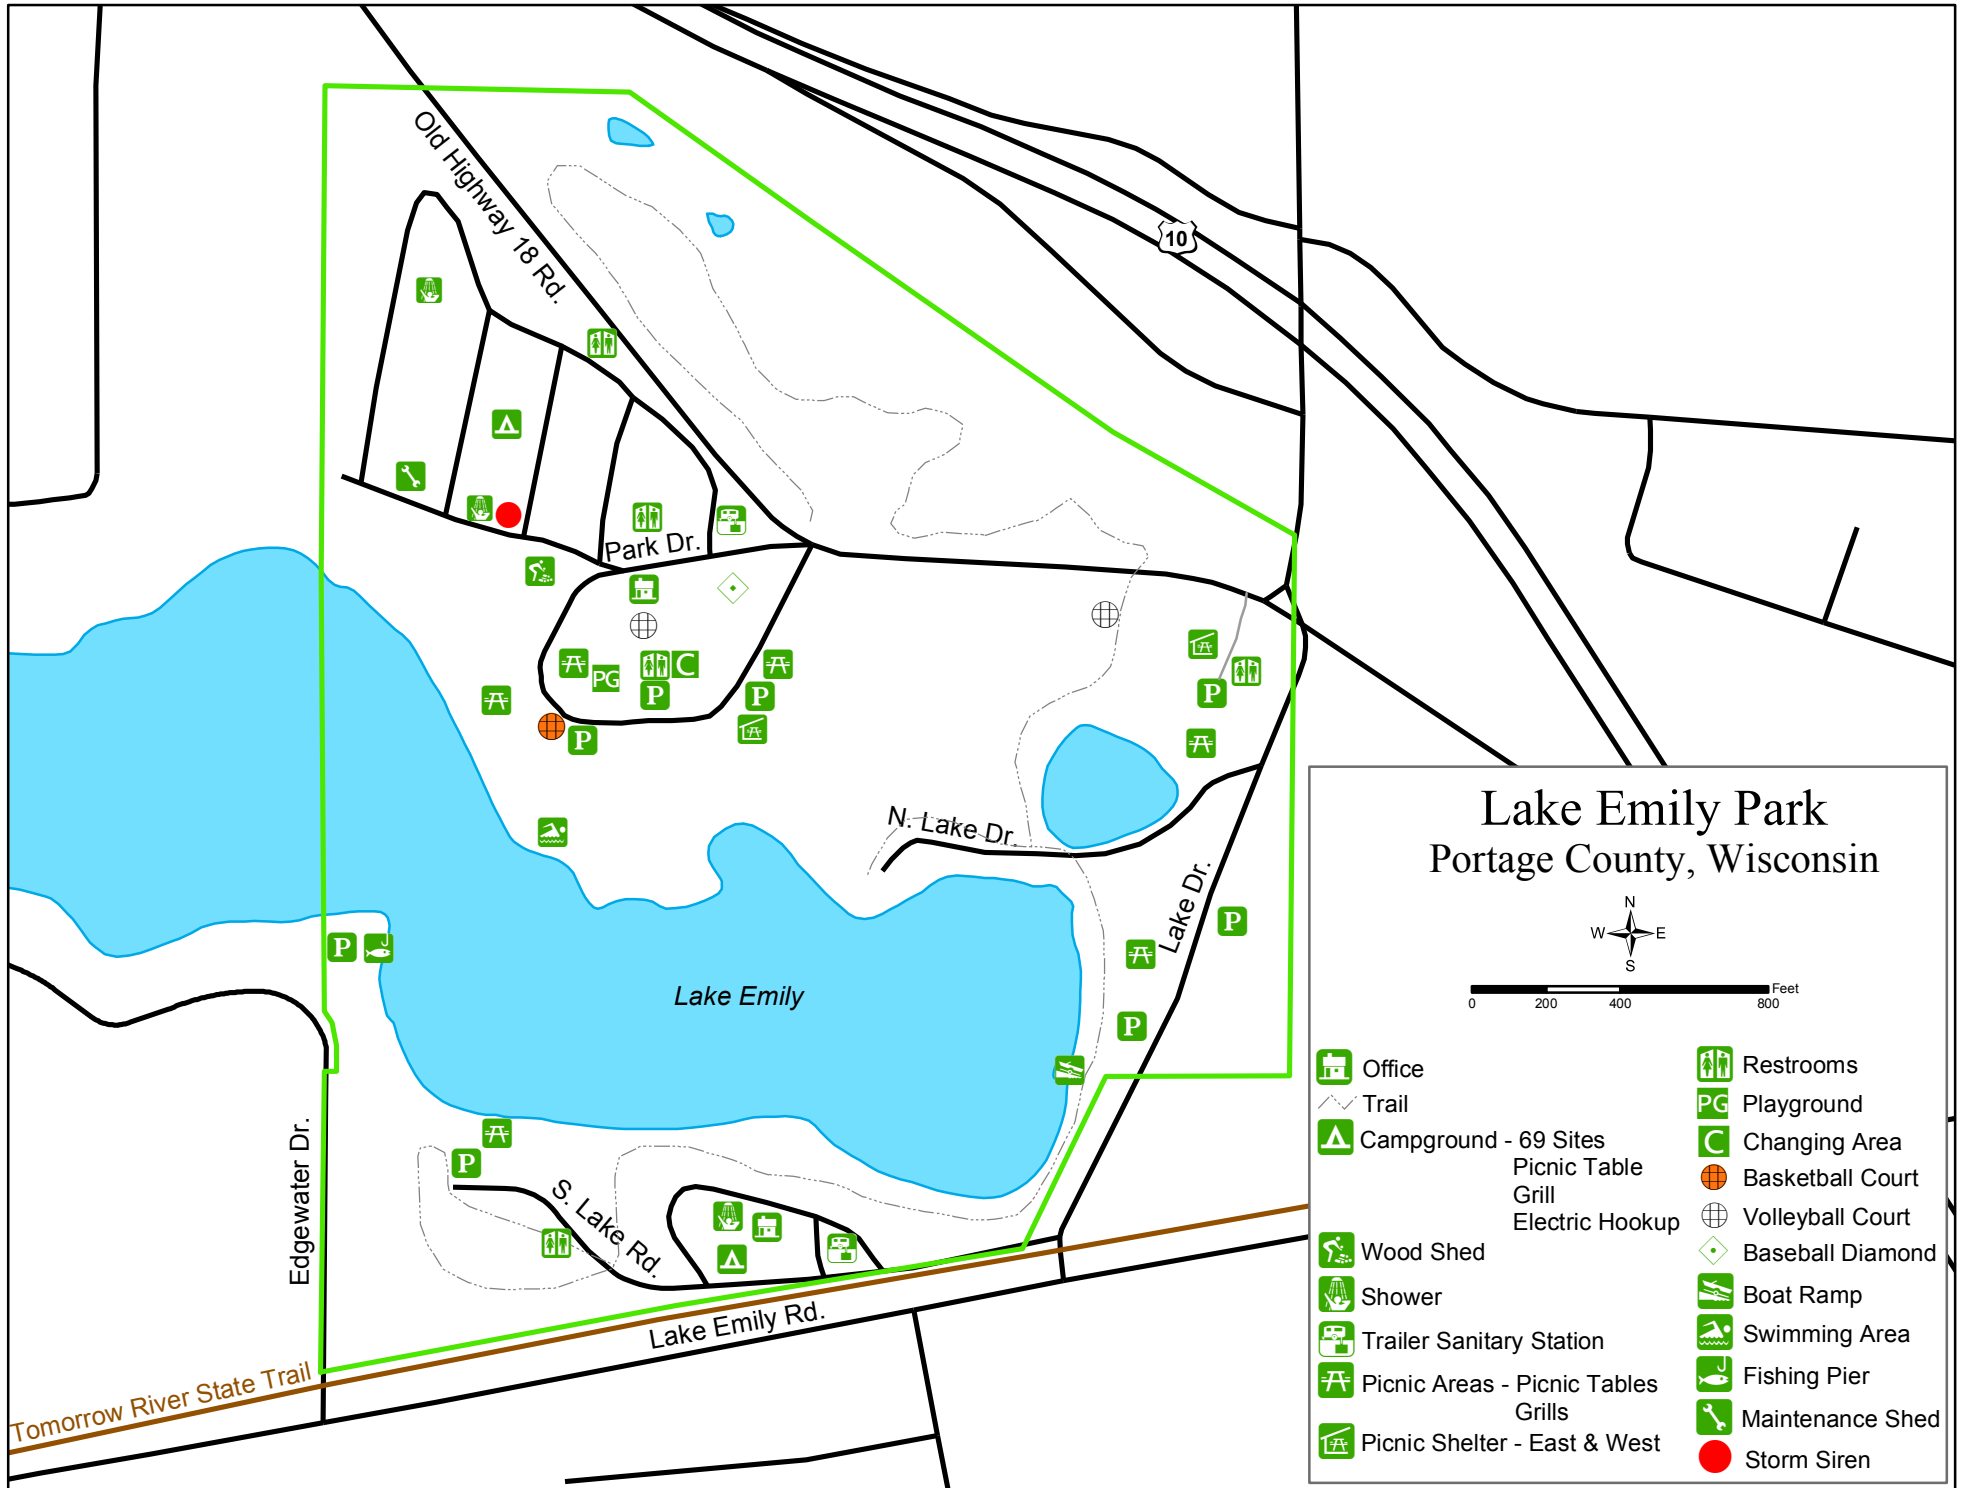 Old Highway 18 Rd.
10
Park Dr.
PG
C
P
P
P
P
N. Lake Dr.
Lake Dr.
P
P
P
Lake Emily
P
S. Lake Rd.
Edgewater Dr.
Lake Emily Rd.
Tomorrow River State Trail
Lake Emily Park
Portage County, Wisconsin
N
W E
S
Feet
0 200 400 800
Office
Trail
Campground - 69 Sites
Picnic Table
Grill
Electric Hookup
Wood Shed
Shower
Trailer Sanitary Station
Picnic Areas - Picnic Tables
Grills
Picnic Shelter - East & West
Restrooms
PG Playground
C Changing Area
Basketball Court
Volleyball Court
Baseball Diamond
Boat Ramp
Swimming Area
Fishing Pier
Maintenance Shed
Storm Siren